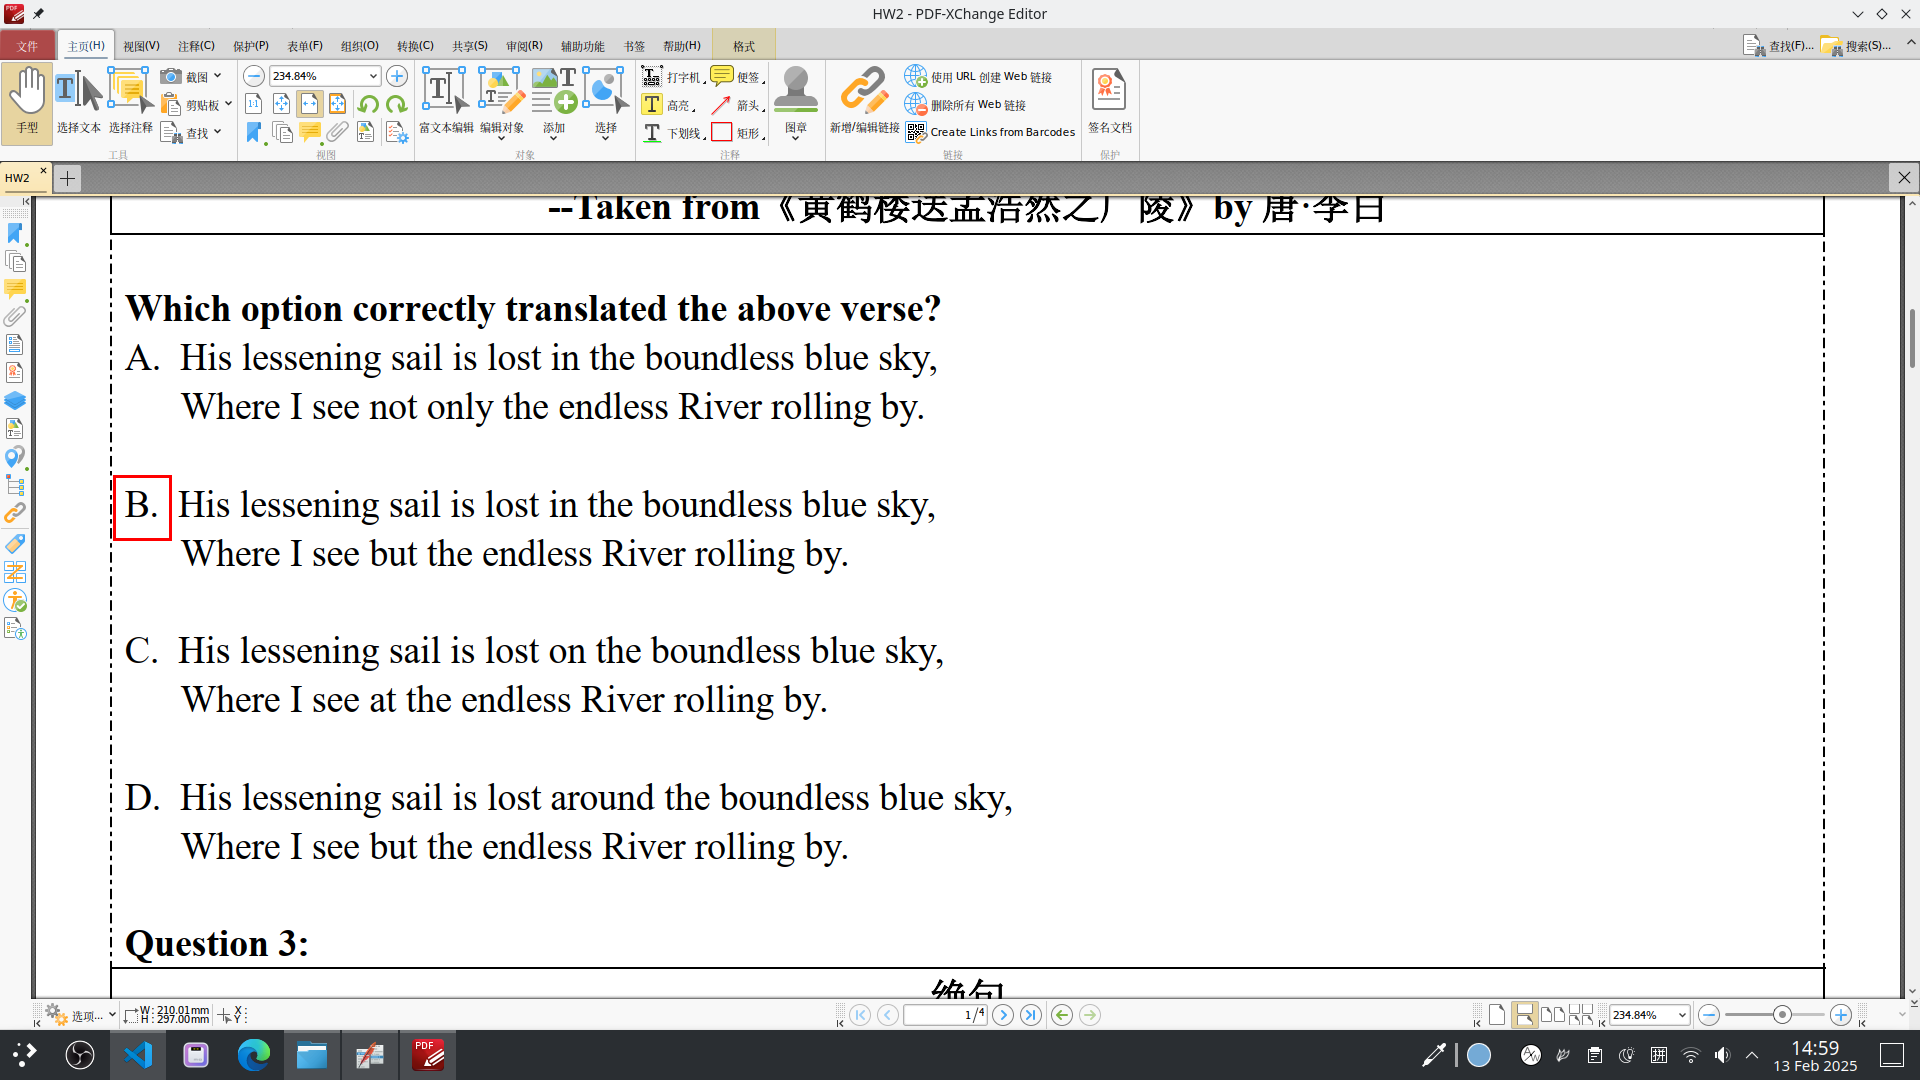 HW2 - PDF-XChange Editor
文件 主页(H) 视图(V) 注释(C) 保护(P) 表单(F) 组织(O) 转换(C) 共享(S) 审阅(R) 辅助功能 书签 帮助(H) 格式 查找(F)... 搜索(S)...
手型 选择文本 选择注释 截图 剪贴板 查找
工具
234.84%
视图
富文本编辑 编辑对象 添加 选择
对象
打字机 便签
高亮 箭头
下划线 矩形
图章
注释
新增/编辑链接
使用 URL 创建 Web 链接
删除所有 Web 链接
Create Links from Barcodes
链接
签名文档
保护
HW2
--Taken from《黄鹤楼送孟浩然之广陵》by 唐·李白
Which option correctly translated the above verse?
A. His lessening sail is lost in the boundless blue sky,
Where I see not only the endless River rolling by.
B. His lessening sail is lost in the boundless blue sky,
Where I see but the endless River rolling by.
C. His lessening sail is lost on the boundless blue sky,
Where I see at the endless River rolling by.
D. His lessening sail is lost around the boundless blue sky,
Where I see but the endless River rolling by.
Question 3:
绝句
选项...
W: 210.01mm
H: 297.00mm
X:
Y:
1/4
234.84%
14:59
13 Feb 2025